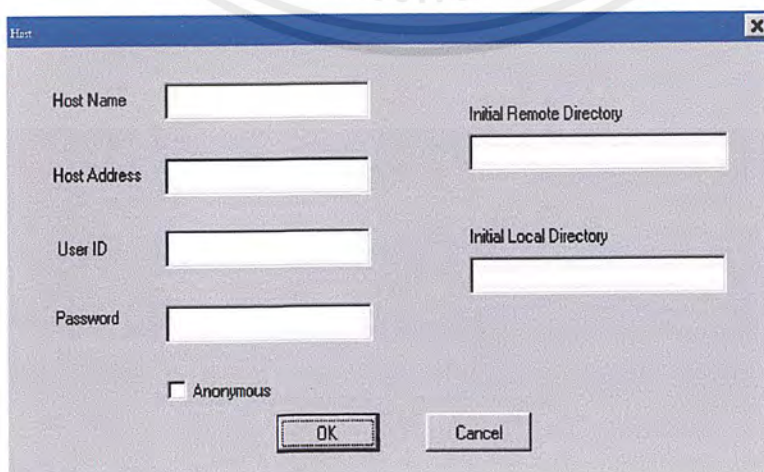 Host
Host Name
Initial Remote Directory
Host Address
User ID
Initial Local Directory
Password
Anonymous
OK
Cancel